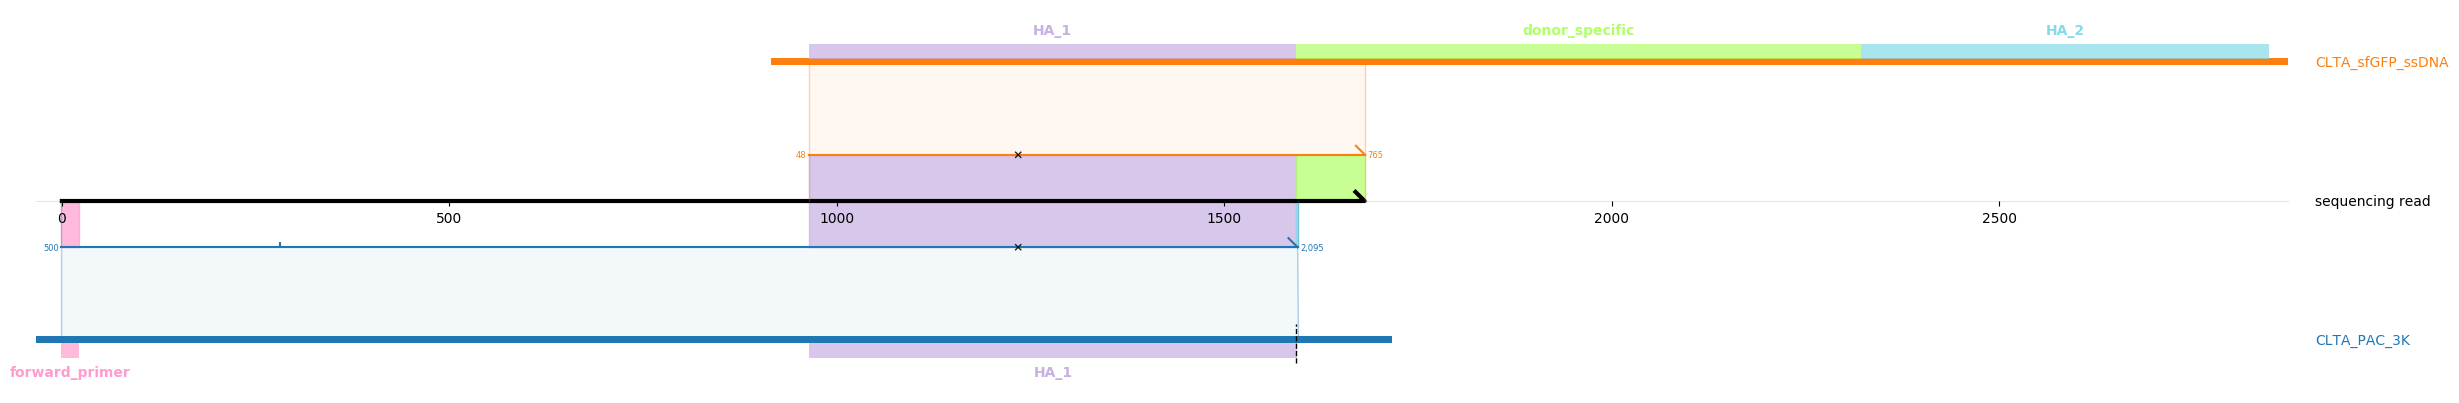 HA_1 donor_specific HA_2
CLTA_sfGFP_ssDNA
48 765
0 500 1000 1500 2000 2500
sequencing read
500 2,095
CLTA_PAC_3K
forward_primer HA_1